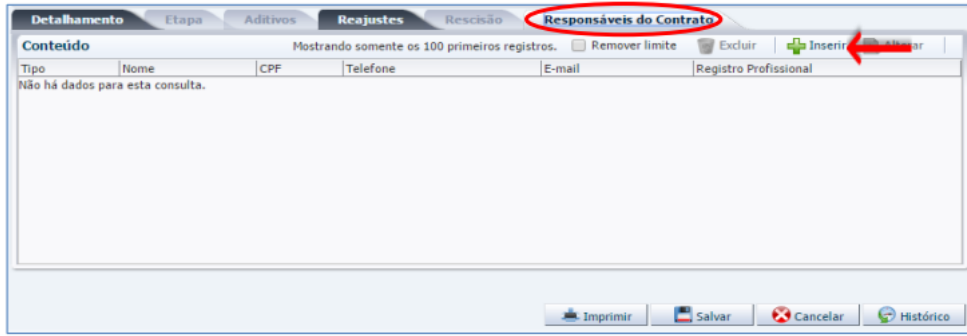 Detalhamento Etapa Aditivos Reajustes Rescisão Responsáveis do Contrato
Conteúdo Mostrando somente os 100 primeiros registros. Remover limite Excluir Inserir Alterar
Tipo Nome CPF Telefone E-mail Registro Profissional
Não há dados para esta consulta.
Imprimir Salvar Cancelar Histórico